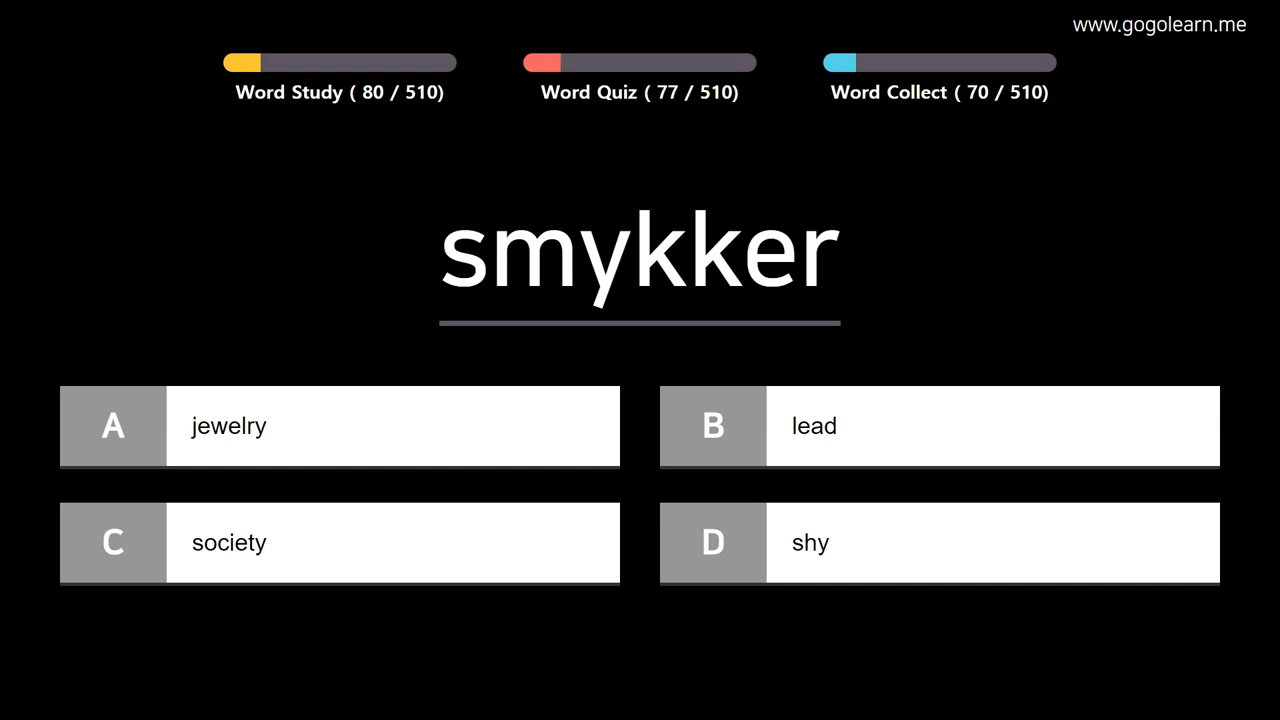 www.gogolearn.me
Word Study ( 80 / 510)
Word Quiz ( 77 / 510)
Word Collect ( 70 / 510)
smykker
A jewelry
B lead
C society
D shy